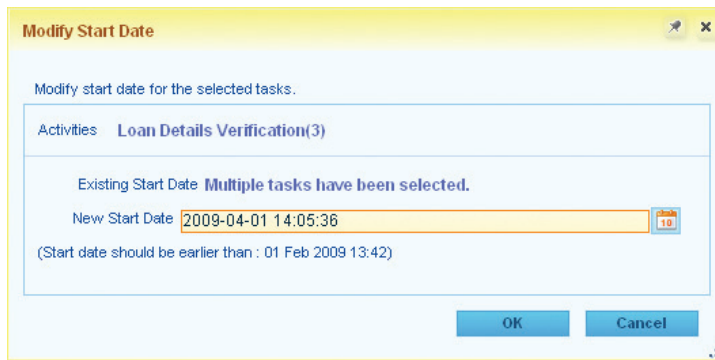 Modify Start Date
Modify start date for the selected tasks.
Activities Loan Details Verification(3)
Existing Start Date Multiple tasks have been selected.
New Start Date 2009-04-01 14:05:36
10
(Start date should be earlier than : 01 Feb 2009 13:42)
OK Cancel